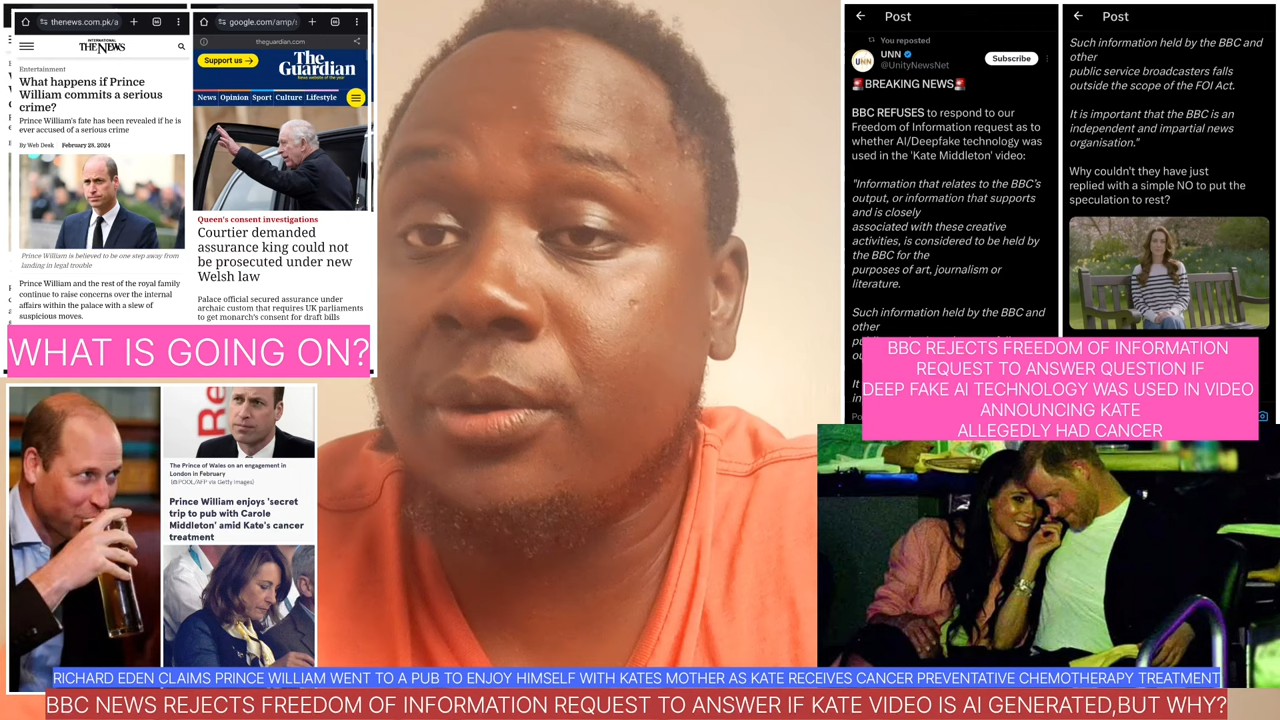 thenews.com.pk/a
INTERNATIONAL
THE NEWS
Entertainment
What happens if Prince
William commits a serious
crime?
Prince William's fate has been revealed if he is
ever accused of a serious crime
By Web Desk February 28, 2024
Prince William is believed to be one step away from
landing in legal trouble
Prince William and the rest of the royal family
continue to raise concerns over the internal
affairs within the palace with a slew of
suspicious moves.
google.com/amp/s
theguardian.com
Support us →
The
Guardian
News Opinion Sport Culture Lifestyle
Queen's consent investigations
Courtier demanded
assurance king could not
be prosecuted under new
Welsh law
Palace official secured assurance under
archaic custom that requires UK parliaments
to get monarch's consent for draft bills
WHAT IS GOING ON?
Re
The Prince of Wales on an engagement in
London in February
(POOL/AFP via Getty Images)
Prince William enjoys 'secret
trip to pub with Carole
Middleton' amid Kate's cancer
treatment
Post
You reposted
UNN
@UnityNewsNet
Subscribe
🚨BREAKING NEWS🚨
BBC REFUSES to respond to our
Freedom of Information request as to
whether AI/Deepfake technology was
used in the 'Kate Middleton' video:
"Information that relates to the BBC's
output, or information that supports
and is closely
associated with these creative
activities, is considered to be held by
the BBC for the
purposes of art, journalism or
literature.
Such information held by the BBC and
other
Post
Such information held by the BBC and
other
public service broadcasters falls
outside the scope of the FOI Act.
It is important that the BBC is an
independent and impartial news
organisation."
Why couldn't they have just
replied with a simple NO to put the
speculation to rest?
BBC REJECTS FREEDOM OF INFORMATION
REQUEST TO ANSWER QUESTION IF
DEEP FAKE AI TECHNOLOGY WAS USED IN VIDEO
ANNOUNCING KATE
ALLEGEDLY HAD CANCER
RICHARD EDEN CLAIMS PRINCE WILLIAM WENT TO A PUB TO ENJOY HIMSELF WITH KATES MOTHER AS KATE RECEIVES CANCER PREVENTATIVE CHEMOTHERAPY TREATMENT
BBC NEWS REJECTS FREEDOM OF INFORMATION REQUEST TO ANSWER IF KATE VIDEO IS AI GENERATED,BUT WHY?